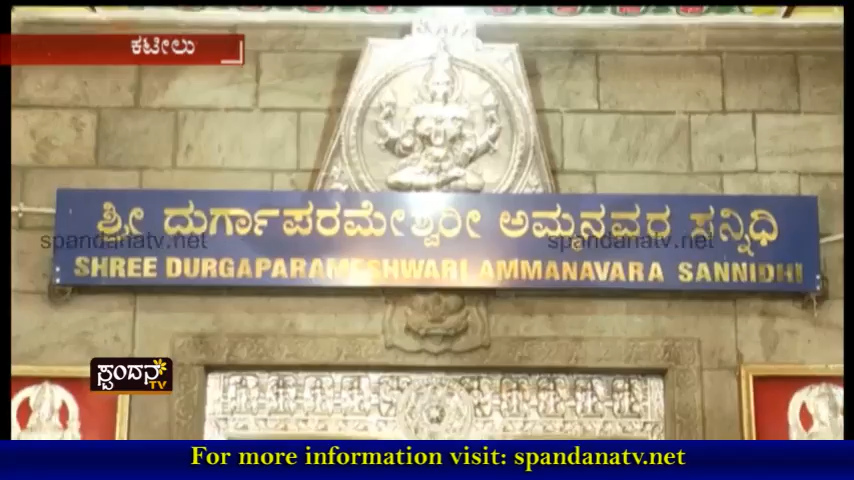 ಕಟೀಲು
ಶ್ರೀ ದುರ್ಗಾಪರಮೇಶ್ವರೀ ಅಮ್ಮನವರ ಸನ್ನಿಧಿ
spandanatv.net spandanatv.net
SHREE DURGAPARAMESHWARI AMMANAVARA SANNIDHI
ಸ್ಪಂದನ
TV
For more information visit: spandanatv.net